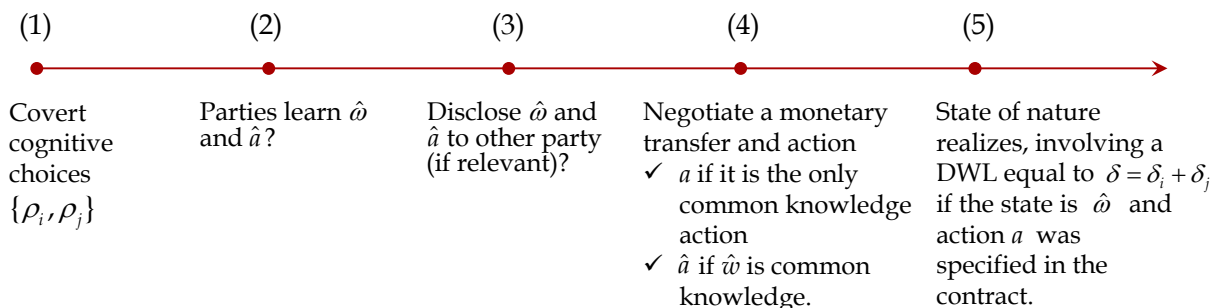 (1)
(2)
(3)
(4)
(5)
Covert
cognitive
choices
{ρ_i, ρ_j}
Parties learn ω̂
and â ?
Disclose ω̂ and
â to other party
(if relevant)?
Negotiate a monetary
transfer and action
✓ a if it is the only
common knowledge
action
✓ â if ŵ is common
knowledge.
State of nature
realizes, involving a
DWL equal to δ = δ_i + δ_j
if the state is ω̂ and
action a was
specified in the
contract.